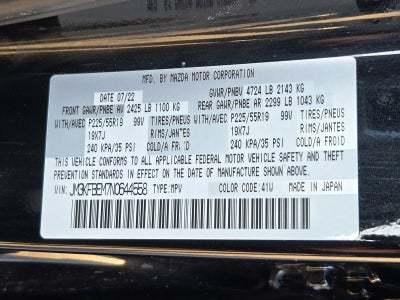 MFD. BY MAZDA MOTOR CORPORATION
DATE 07/22 GVWR/PNBV 4724 LB 2143 KG
FRONT GAWR/PNBE AV 2425 LB 1100 KG REAR GAWR/PNBE AR 2299 LB 1043 KG
WITH/AVEC P225/55R19 99V TIRES/PNEUS WITH/AVEC P225/55R19 99V TIRES/PNEUS
19X7J RIMS/JANTES 19X7J RIMS/JANTES
240 KPA/35 PSI COLD/A FROID 240 KPA/35 PSI COLD/A FROID
THIS VEHICLE CONFORMS TO ALL APPLICABLE FEDERAL MOTOR VEHICLE SAFETY AND THEFT
PREVENTION STANDARDS IN EFFECT ON THE DATE OF MANUFACTURE SHOWN ABOVE.
VIN: JM3KFBEM7N0644558 TYPE:MPV COLOR CODE:41W MADE IN JAPAN